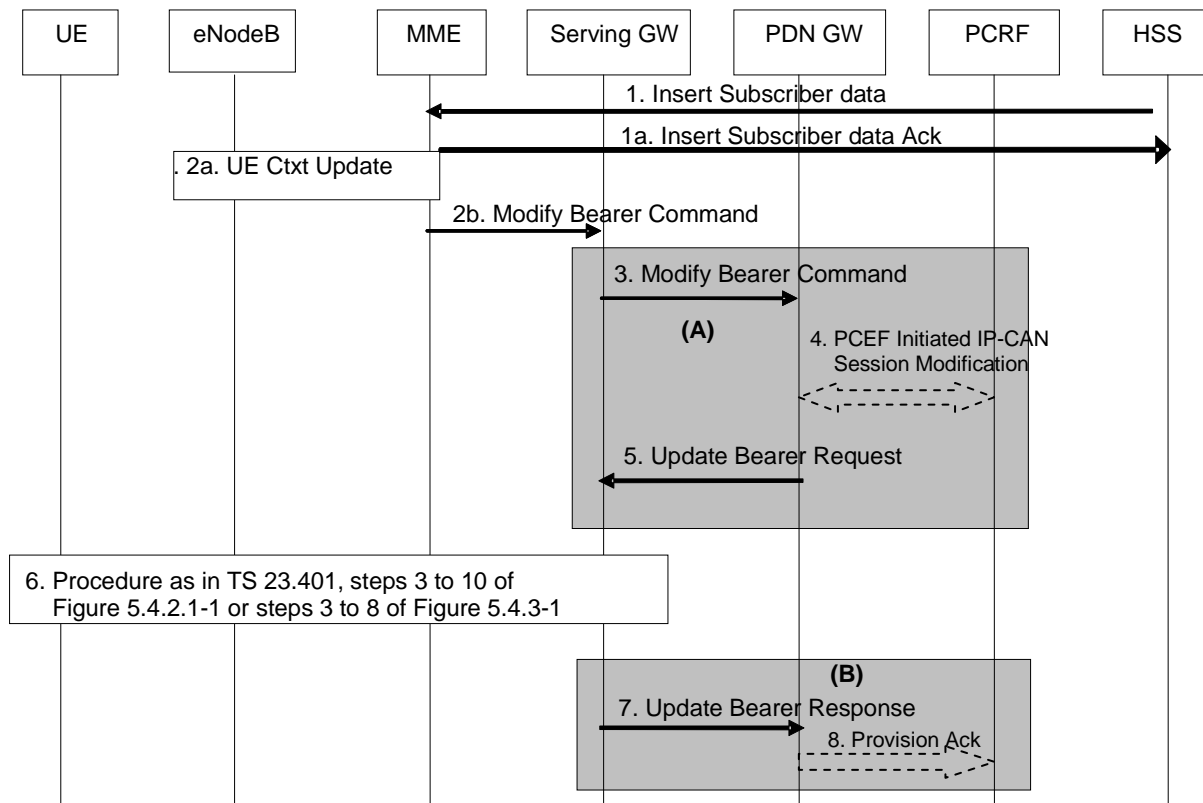 UE
eNodeB
MME
Serving GW
PDN GW
PCRF
HSS
1. Insert Subscriber data
1a. Insert Subscriber data Ack
. 2a. UE Ctxt Update
2b. Modify Bearer Command
3. Modify Bearer Command
(A)
4. PCEF Initiated IP-CAN
Session Modification
5. Update Bearer Request
6. Procedure as in TS 23.401, steps 3 to 10 of
Figure 5.4.2.1-1 or steps 3 to 8 of Figure 5.4.3-1
(B)
7. Update Bearer Response
8. Provision Ack